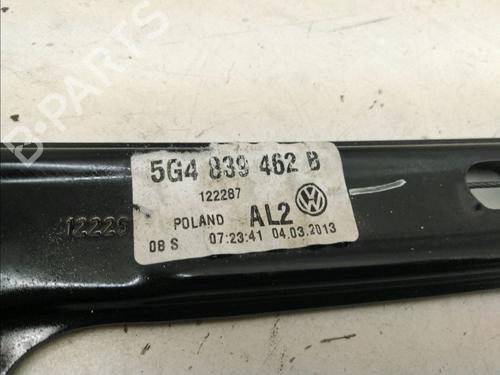 B-PARTS
5G4 839 462 B
122287
POLAND AL2
08 S 07:23:41 04.03.2013